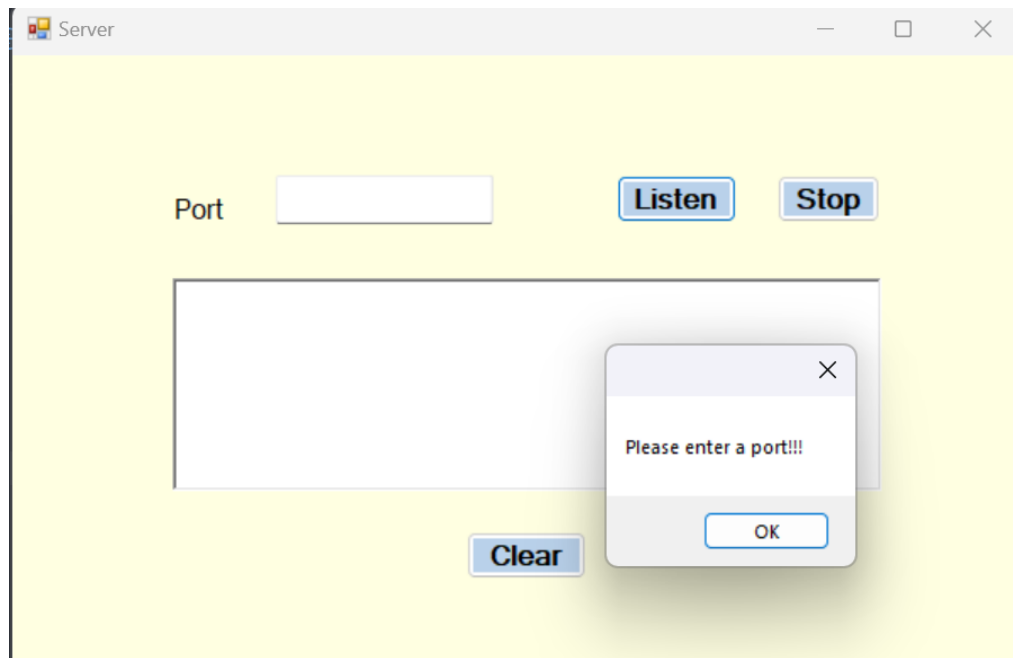 Server
Port
Listen
Stop
Please enter a port!!!
OK
Clear